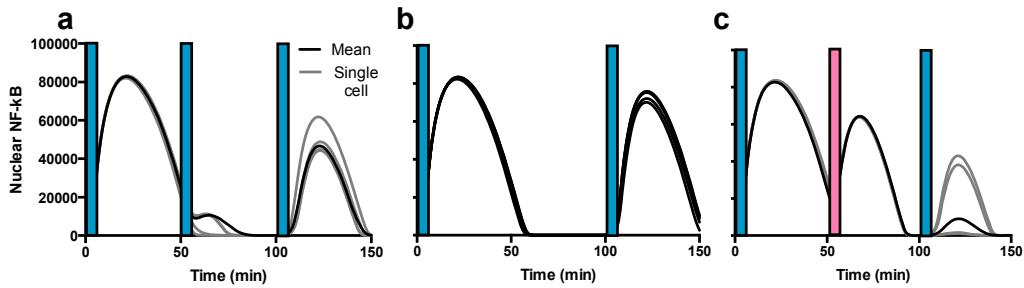 a
b
c
Mean
Single
cell
Nuclear NF-kB
100000
80000
60000
40000
20000
0
0 50 100 150
0 50 100 150
0 50 100 150
Time (min)
Time (min)
Time (min)